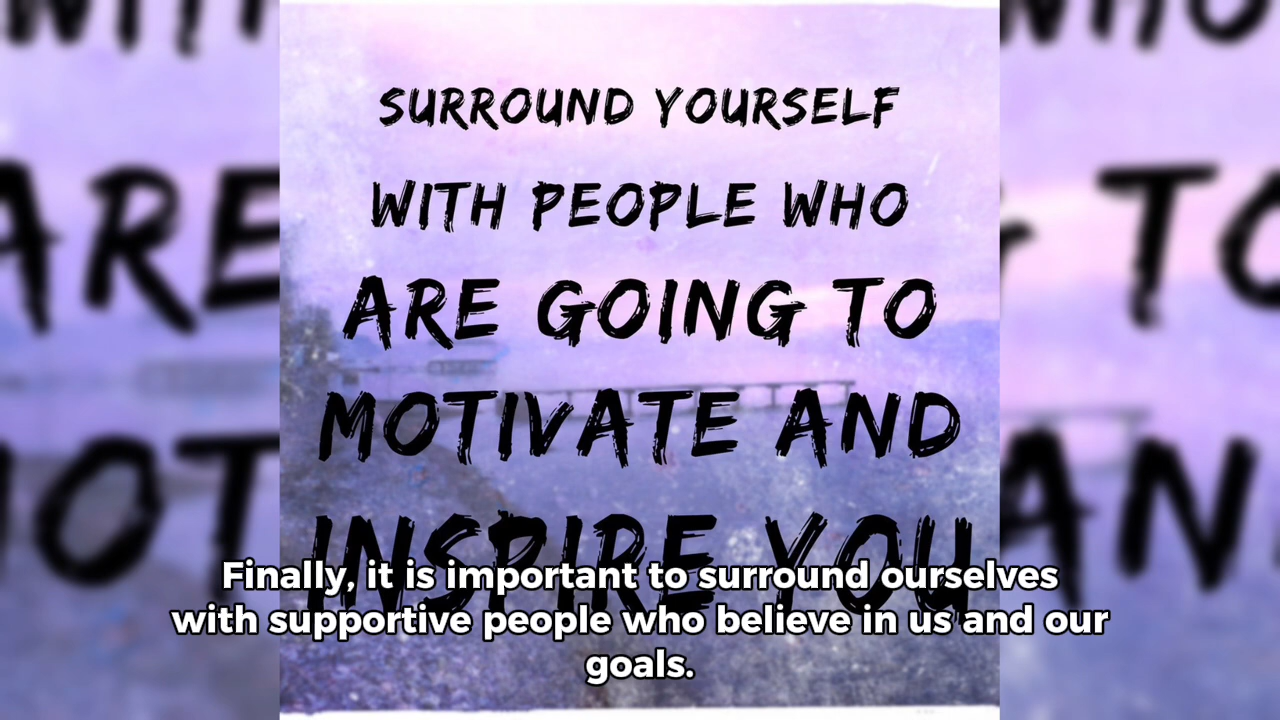 SURROUND YOURSELF
WITH PEOPLE WHO
ARE GOING TO
MOTIVATE AND
INSPIRE YOU
Finally, it is important to surround ourselves
with supportive people who believe in us and our
goals.